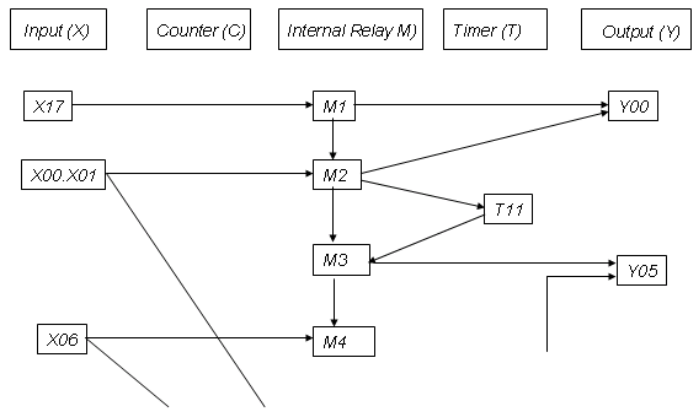 Input (X) Counter (C) Internal Relay M) Timer (T) Output (Y)
X17 M1 Y00
X00.X01 M2
T11
M3
Y05
X06 M4